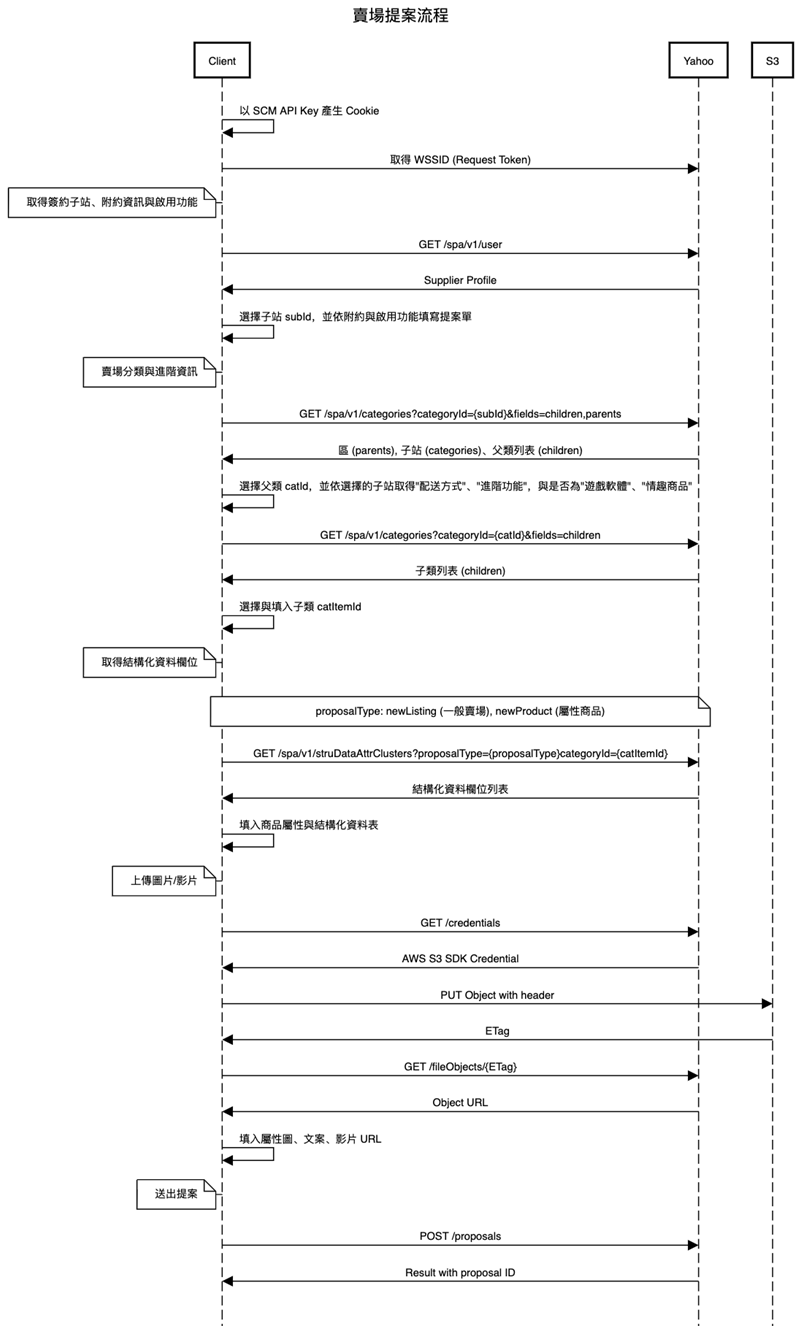 賣場提案流程
Client
Yahoo
S3
以 SCM API Key 產生 Cookie
取得 WSSID (Request Token)
取得簽約子站、附約資訊與啟用功能
GET /spa/v1/user
Supplier Profile
選擇子站 subId，並依附約與啟用功能填寫提案單
賣場分類與進階資訊
GET /spa/v1/categories?categoryId={subId}&fields=children,parents
區 (parents), 子站 (categories)、父類列表 (children)
選擇父類 catId，並依選擇的子站取得"配送方式"、"進階功能"，與是否為"遊戲軟體"、"情趣商品"
GET /spa/v1/categories?categoryId={catId}&fields=children
子類列表 (children)
選擇與填入子類 catItemId
取得結構化資料欄位
proposalType: newListing (一般賣場), newProduct (屬性商品)
GET /spa/v1/struDataAttrClusters?proposalType={proposalType}categoryId={catItemId}
結構化資料欄位列表
填入商品屬性與結構化資料表
上傳圖片/影片
GET /credentials
AWS S3 SDK Credential
PUT Object with header
ETag
GET /fileObjects/{ETag}
Object URL
填入屬性圖、文案、影片 URL
送出提案
POST /proposals
Result with proposal ID